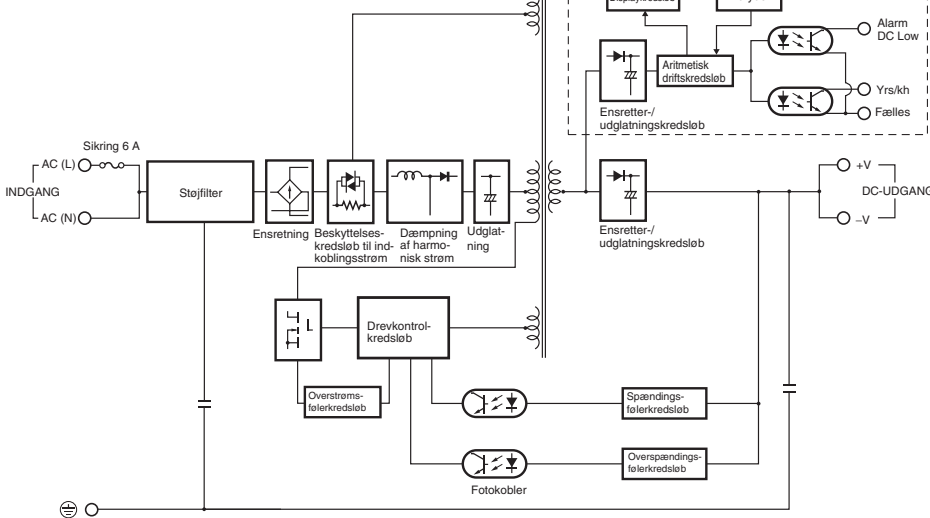 Alarm
DC Low
Aritmetisk
driftskredsløb
Yrs/kh
Fælles
Ensretter-/
udglatningskredsløb
Sikring 6 A
AC (L)
INDGANG
AC (N)
Støjfilter
Ensretning
Beskyttelses-
kredsløb til ind-
koblingsstrøm
Dæmpning
af harmo-
nisk strøm
Udglat-
ning
Ensretter-/
udglatningskredsløb
+V
DC-UDGANG
–V
Drevkontrol-
kredsløb
Overstrøms-
følerkredsløb
Spændings-
følerkredsløb
Overspændings-
følerkredsløb
Fotokobler